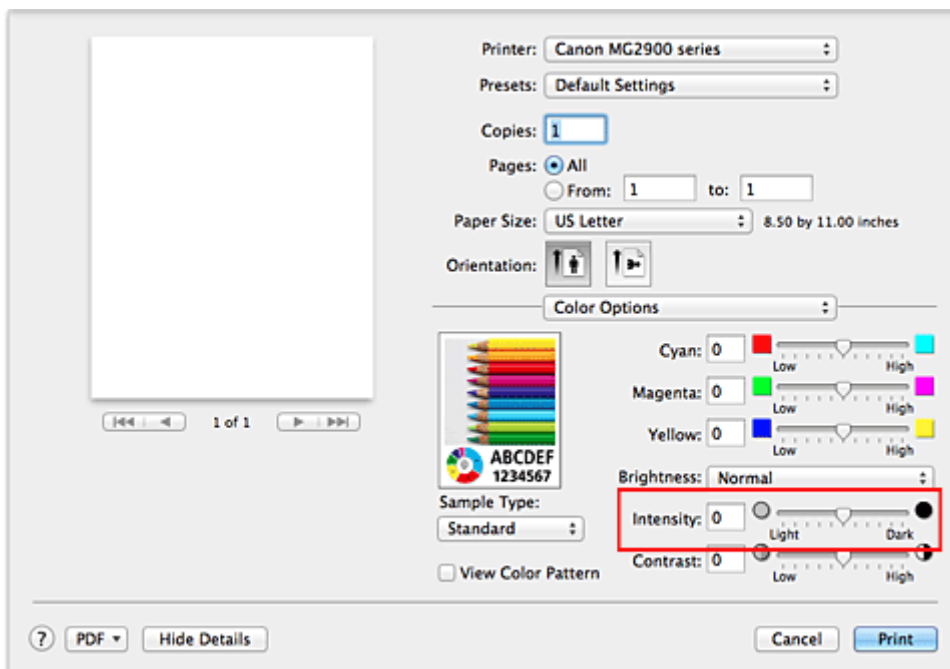 Printer: Canon MG2900 series
Presets: Default Settings
Copies: 1
Pages: All
From: 1 to: 1
Paper Size: US Letter 8.50 by 11.00 inches
Orientation:
Color Options
1 of 1
ABCDEF
1234567
Sample Type:
Standard
View Color Pattern
Cyan: 0
Low High
Magenta: 0
Low High
Yellow: 0
Low High
Brightness: Normal
Intensity: 0
Light Dark
Contrast: 0
Low High
? PDF Hide Details Cancel Print